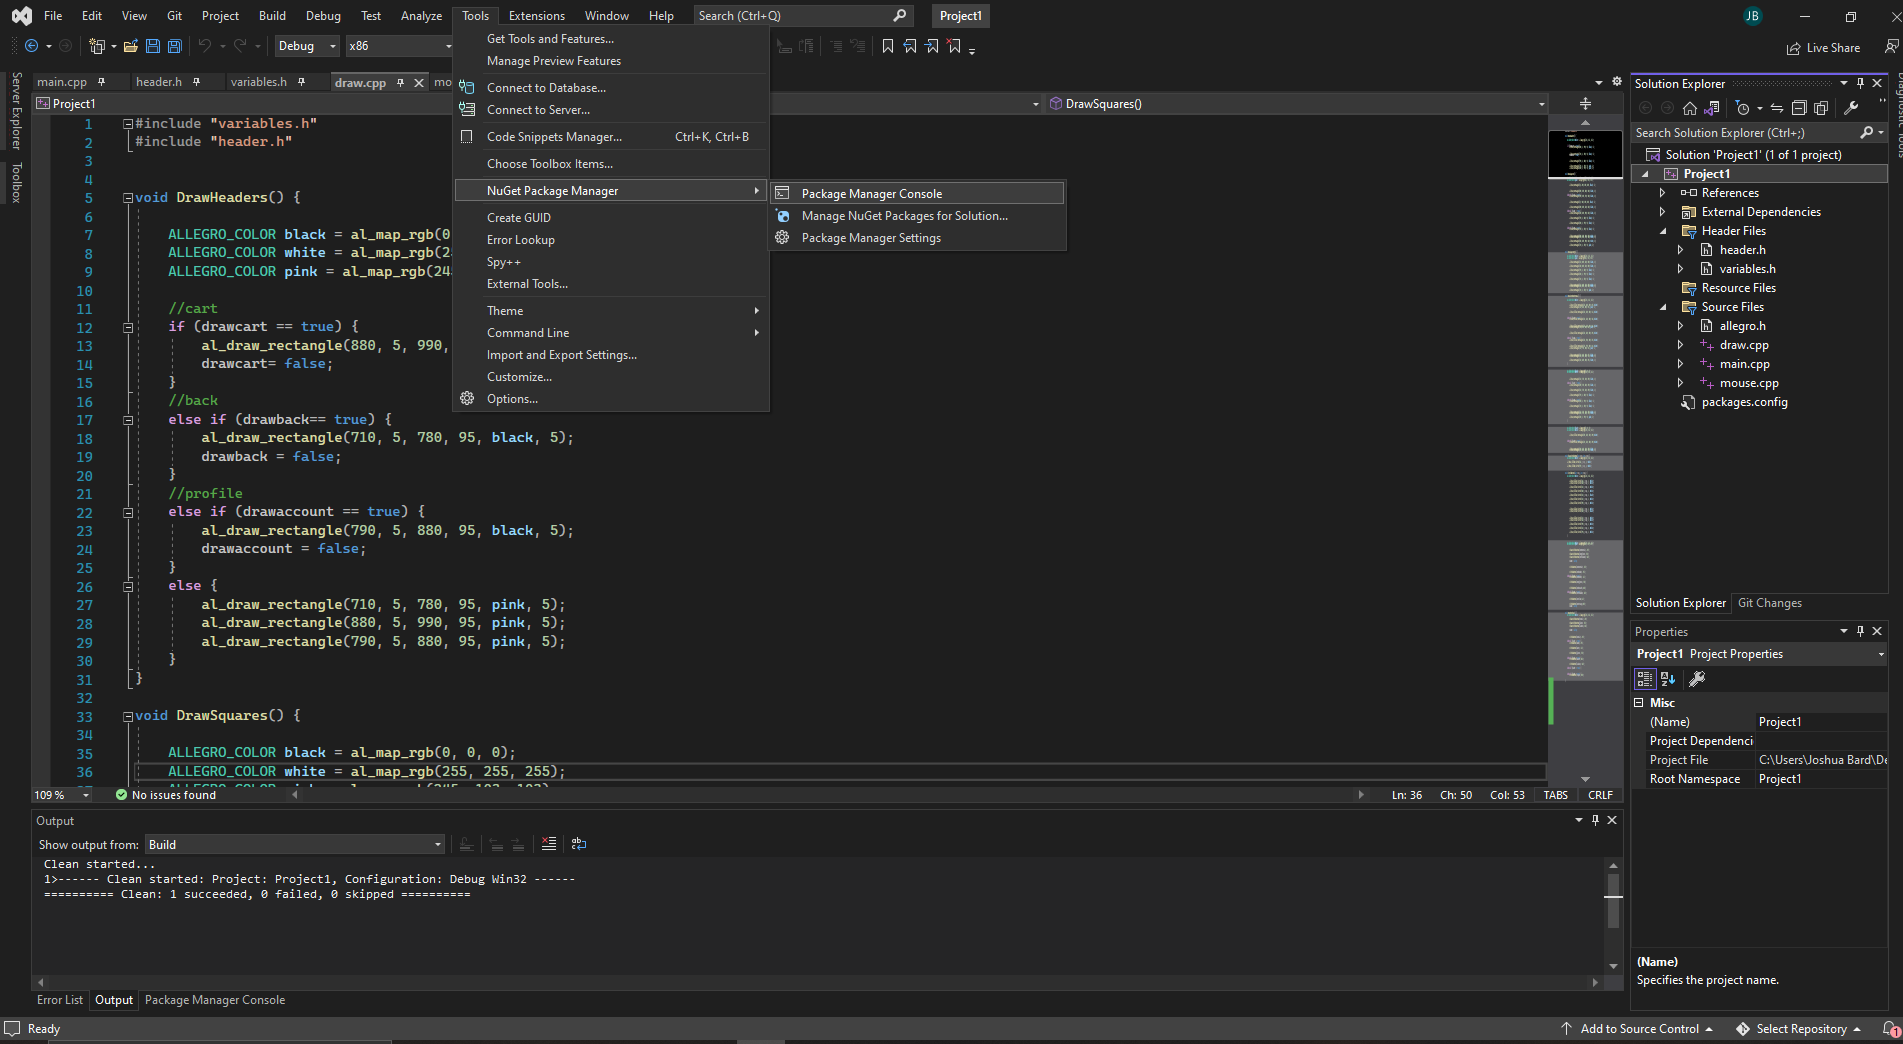 File Edit View Git Project Build Debug Test Analyze Tools Extensions Window Help Search (Ctrl+Q) Project1 JB
Debug x86 Live Share
Server Explorer
Toolbox
main.cpp header.h variables.h draw.cpp mo
Project1 DrawSquares()
Get Tools and Features...
Manage Preview Features
Connect to Database...
Connect to Server...
Code Snippets Manager... Ctrl+K, Ctrl+B
Choose Toolbox Items...
NuGet Package Manager
Create GUID
Error Lookup
Spy++
External Tools...
Theme
Command Line
Import and Export Settings...
Customize...
Options...
Package Manager Console
Manage NuGet Packages for Solution...
Package Manager Settings
1 #include "variables.h"
2 #include "header.h"
3
4
5 void DrawHeaders() {
6
7 ALLEGRO_COLOR black = al_map_rgb(0
8 ALLEGRO_COLOR white = al_map_rgb(25
9 ALLEGRO_COLOR pink = al_map_rgb(245
10
11 //cart
12 if (drawcart == true) {
13 al_draw_rectangle(880, 5, 990,
14 drawcart= false;
15 }
16 //back
17 else if (drawback== true) {
18 al_draw_rectangle(710, 5, 780, 95, black, 5);
19 drawback = false;
20 }
21 //profile
22 else if (drawaccount == true) {
23 al_draw_rectangle(790, 5, 880, 95, black, 5);
24 drawaccount = false;
25 }
26 else {
27 al_draw_rectangle(710, 5, 780, 95, pink, 5);
28 al_draw_rectangle(880, 5, 990, 95, pink, 5);
29 al_draw_rectangle(790, 5, 880, 95, pink, 5);
30 }
31 }
32
33 void DrawSquares() {
34
35 ALLEGRO_COLOR black = al_map_rgb(0, 0, 0);
36 ALLEGRO_COLOR white = al_map_rgb(255, 255, 255);
109 % No issues found Ln: 36 Ch: 50 Col: 53 TABS CRLF
Output
Show output from: Build
Clean started...
1>------ Clean started: Project: Project1, Configuration: Debug Win32 ------
========== Clean: 1 succeeded, 0 failed, 0 skipped ==========
Error List Output Package Manager Console
Solution Explorer
Search Solution Explorer (Ctrl+;)
Solution 'Project1' (1 of 1 project)
Project1
References
External Dependencies
Header Files
header.h
variables.h
Resource Files
Source Files
allegro.h
draw.cpp
main.cpp
mouse.cpp
packages.config
Solution Explorer Git Changes
Properties
Project1 Project Properties
Misc
(Name) Project1
Project Dependenci
Project File C:\Users\Joshua Bard\De
Root Namespace Project1
(Name)
Specifies the project name.
Ready Add to Source Control Select Repository 1